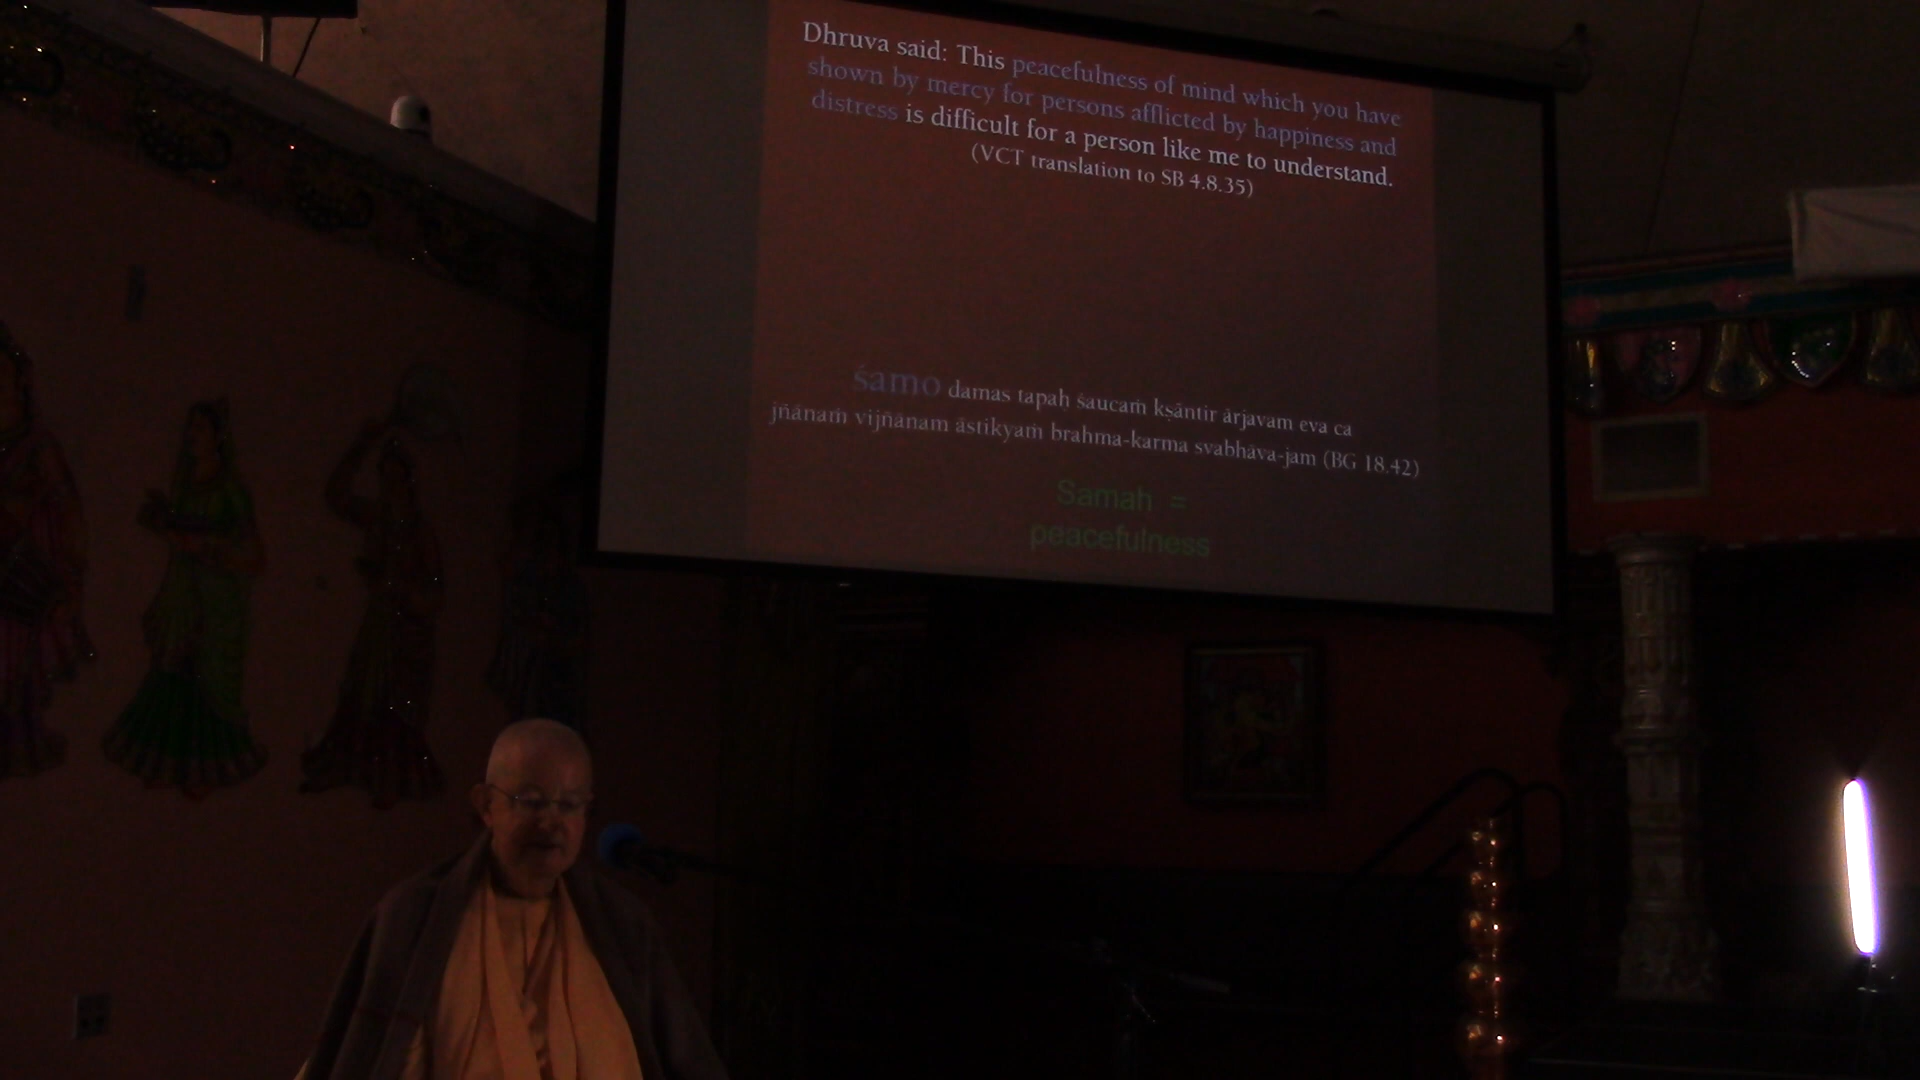 Dhruva said: This peacefulness of mind which you have
shown by mercy for persons afflicted by happiness and
distress is difficult for a person like me to understand.
(VCT translation to SB 4.8.35)
śamo damas tapaḥ śaucaṁ kṣāntir ārjavam eva ca
jñānaṁ vijñānam āstikyaṁ brahma-karma svabhāva-jam (BG 18.42)
Samaḥ =
peacefulness